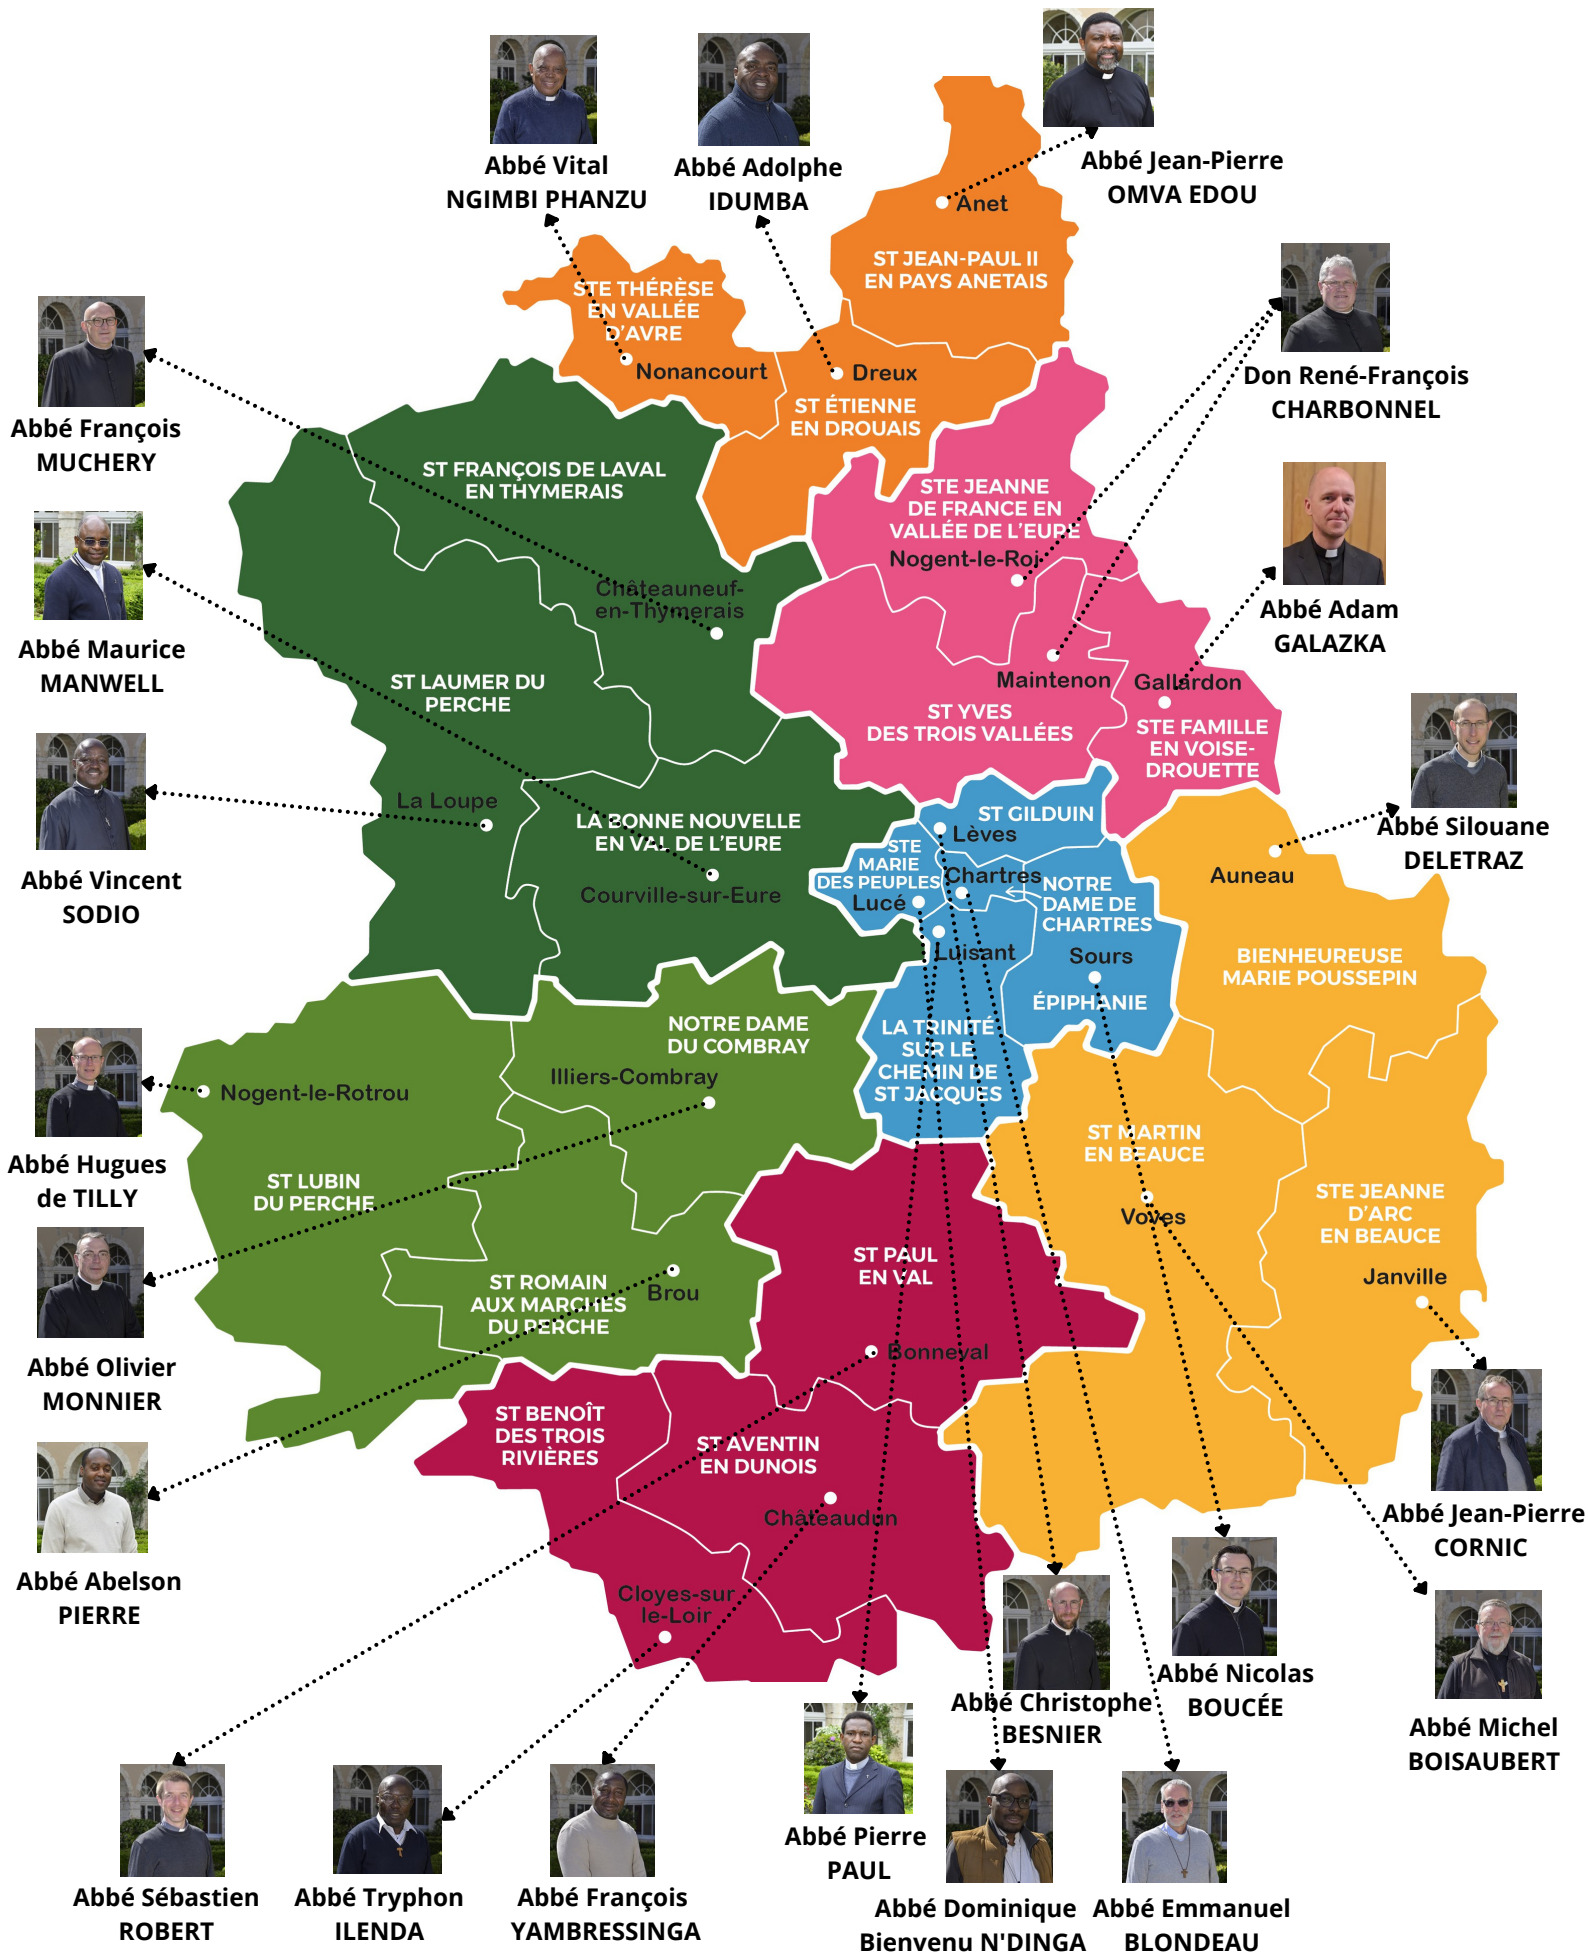 Abbé Vital
NGIMBI PHANZU
Abbé Adolphe
IDUMBA
Abbé Jean-Pierre
OMVA EDOU
Anet
ST JEAN-PAUL II
EN PAYS ANETAIS
STE THÉRÈSE
EN VALLÉE
D'AVRE
Nonancourt
Dreux
ST ÉTIENNE
EN DROUAIS
Don René-François
CHARBONNEL
Abbé François
MUCHERY
ST FRANÇOIS DE LAVAL
EN THYMERAIS
STE JEANNE
DE FRANCE EN
VALLÉE DE L'EURE
Nogent-le-Roi
Châteauneuf-
en-Thymerais
Abbé Adam
GALAZKA
Abbé Maurice
MANWELL
ST LAUMER DU
PERCHE
Maintenon
Gallardon
ST YVES
DES TROIS VALLÉES
STE FAMILLE
EN VOISE-
DROUETTE
Abbé Silouane
DELETRAZ
La Loupe
LA BONNE NOUVELLE
EN VAL DE L'EURE
Courville-sur-Eure
Abbé Vincent
SODIO
ST GILDUIN
Lèves
STE
MARIE
DES PEUPLES
Lucé
Chartres
NOTRE
DAME DE
CHARTRES
Luisant
Sours
ÉPIPHANIE
Auneau
BIENHEUREUSE
MARIE POUSSEPIN
LA TRINITÉ
SUR LE
CHEMIN DE
ST JACQUES
NOTRE DAME
DU COMBRAY
Illiers-Combray
Nogent-le-Rotrou
Abbé Hugues
de TILLY
ST LUBIN
DU PERCHE
ST MARTIN
EN BEAUCE
Voves
STE JEANNE
D'ARC
EN BEAUCE
Janville
ST PAUL
EN VAL
Bonneval
ST ROMAIN
AUX MARCHES
DU PERCHE
Brou
Abbé Olivier
MONNIER
ST BENOÎT
DES TROIS
RIVIÈRES
ST AVENTIN
EN DUNOIS
Châteaudun
Cloyes-sur
le-Loir
Abbé Abelson
PIERRE
Abbé Jean-Pierre
CORNIC
Abbé Nicolas
BOUCÉE
Abbé Christophe
BESNIER
Abbé Michel
BOISAUBERT
Abbé Pierre
PAUL
Abbé Sébastien
ROBERT
Abbé Tryphon
ILENDA
Abbé François
YAMBRESSINGA
Abbé Dominique
Bienvenu N'DINGA
Abbé Emmanuel
BLONDEAU